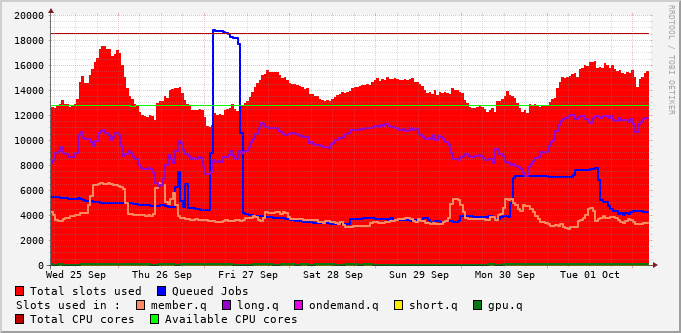 RRDTOOL / TOBI OETIKER
20000
18000
16000
14000
12000
10000
8000
6000
4000
2000
0
Wed 25 Sep Thu 26 Sep Fri 27 Sep Sat 28 Sep Sun 29 Sep Mon 30 Sep Tue 01 Oct
Total slots used Queued Jobs
Slots used in : member.q long.q ondemand.q short.q gpu.q
Total CPU cores Available CPU cores